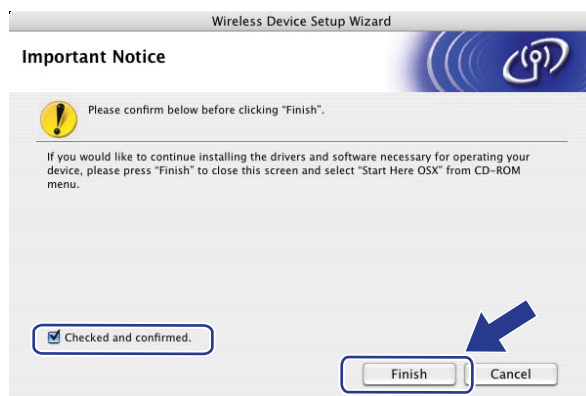 Wireless Device Setup Wizard
Important Notice
Please confirm below before clicking "Finish".
If you would like to continue installing the drivers and software necessary for operating your
device, please press "Finish" to close this screen and select "Start Here OSX" from CD-ROM
menu.
Checked and confirmed.
Finish
Cancel